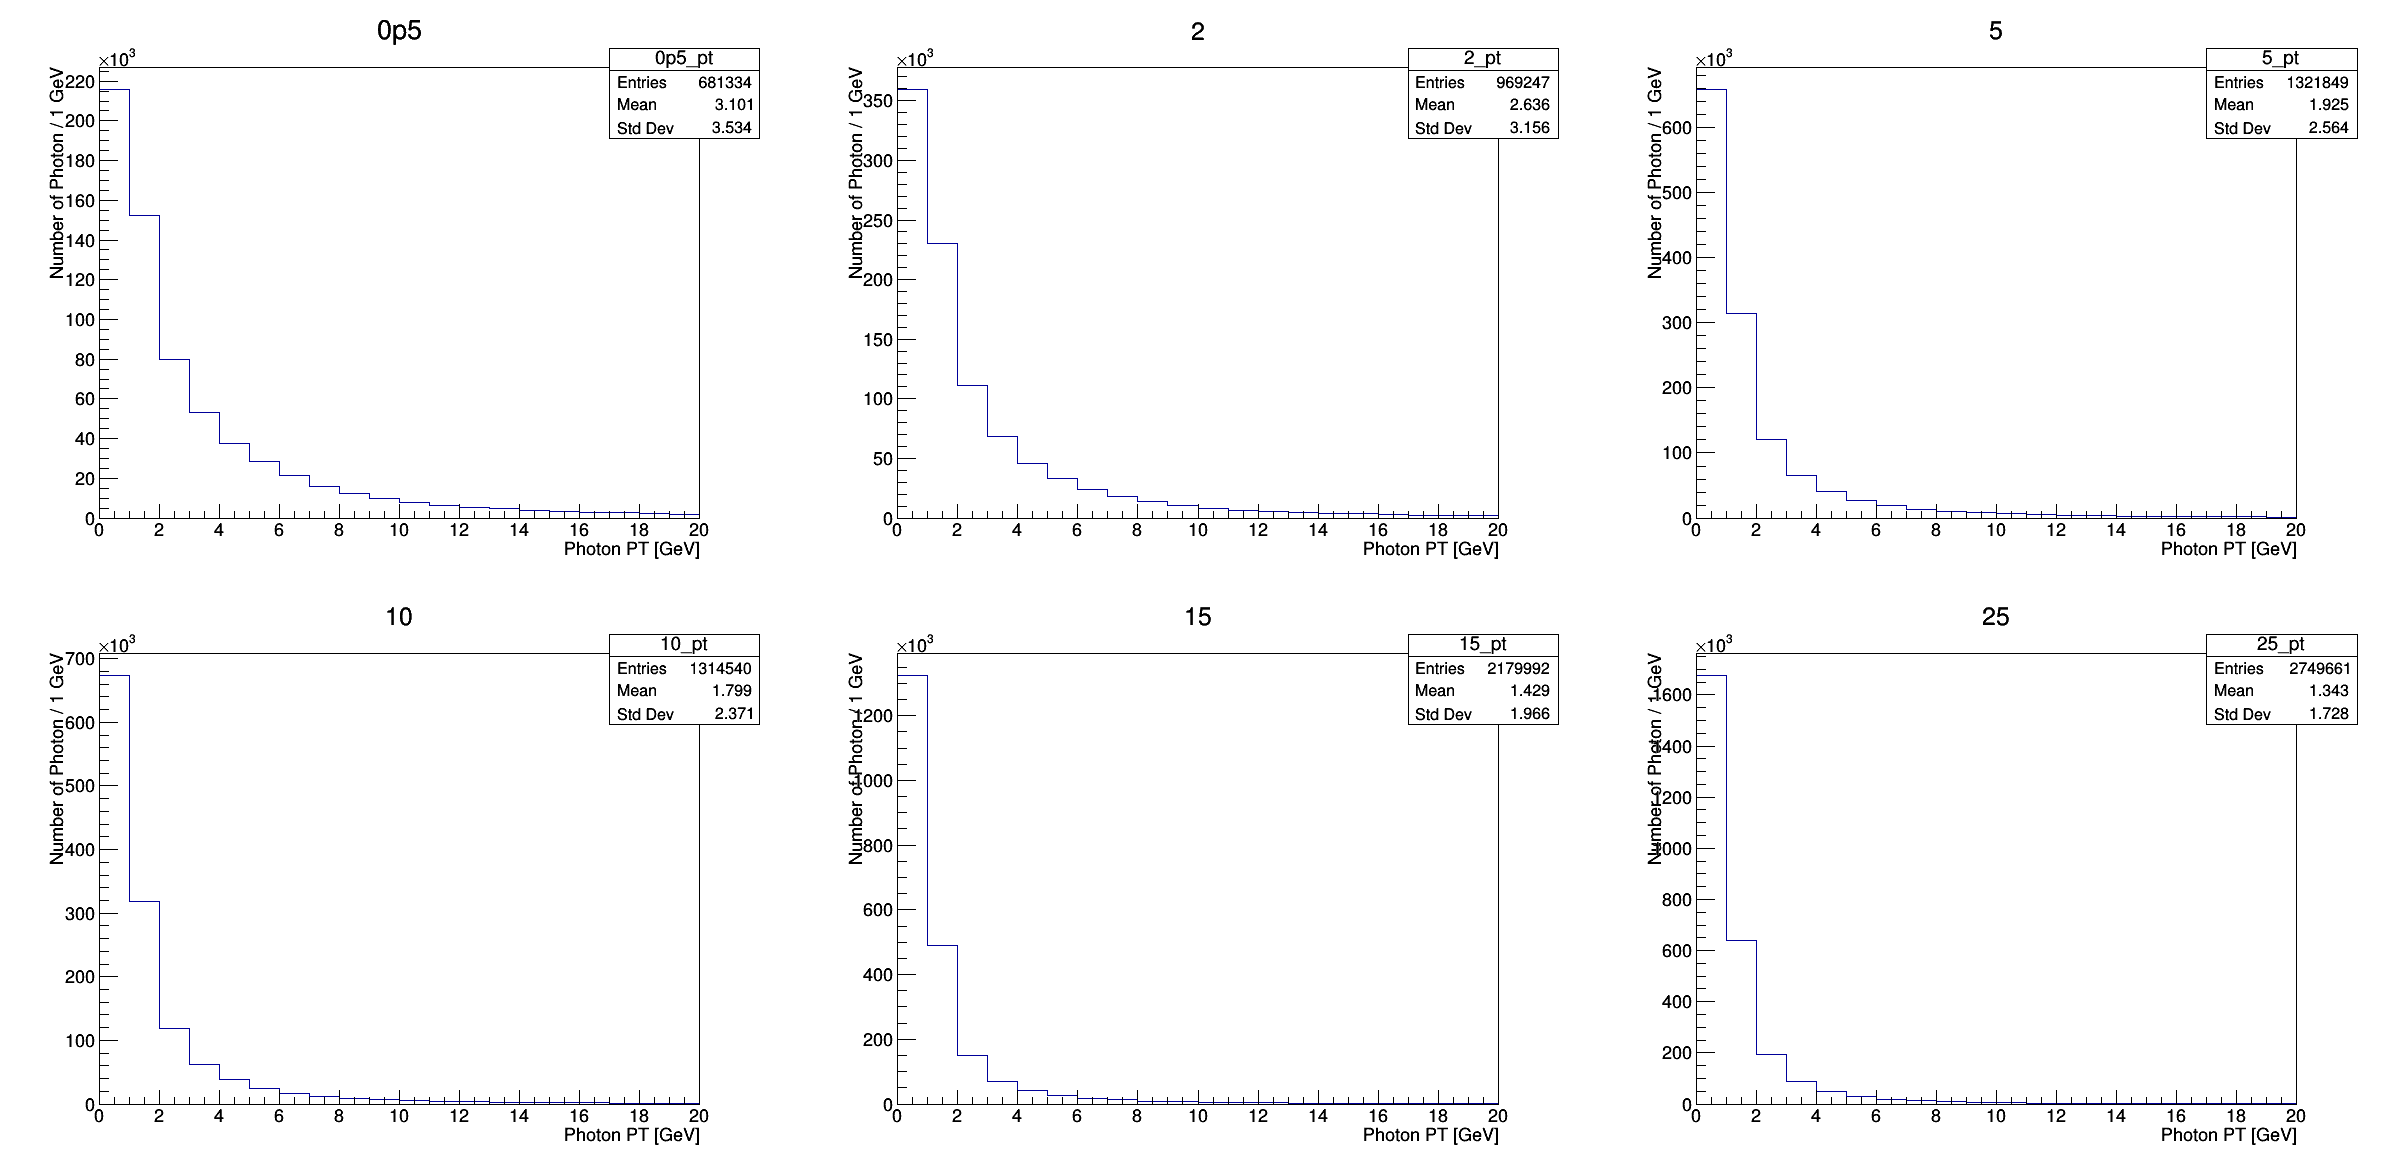 0p5
×10³
0p5_pt
Entries 681334
Mean 3.101
Std Dev 3.534
Number of Photon / 1 GeV
220
200
180
160
140
120
100
80
60
40
20
0
0 2 4 6 8 10 12 14 16 18 20
Photon PT [GeV]
2
×10³
2_pt
Entries 969247
Mean 2.636
Std Dev 3.156
Number of Photon / 1 GeV
350
300
250
200
150
100
50
0
0 2 4 6 8 10 12 14 16 18 20
Photon PT [GeV]
5
×10³
5_pt
Entries 1321849
Mean 1.925
Std Dev 2.564
Number of Photon / 1 GeV
600
500
400
300
200
100
0
0 2 4 6 8 10 12 14 16 18 20
Photon PT [GeV]
10
×10³
10_pt
Entries 1314540
Mean 1.799
Std Dev 2.371
Number of Photon / 1 GeV
700
600
500
400
300
200
100
0
0 2 4 6 8 10 12 14 16 18 20
Photon PT [GeV]
15
×10³
15_pt
Entries 2179992
Mean 1.429
Std Dev 1.966
Number of Photon / 1 GeV
1200
1000
800
600
400
200
0
0 2 4 6 8 10 12 14 16 18 20
Photon PT [GeV]
25
×10³
25_pt
Entries 2749661
Mean 1.343
Std Dev 1.728
Number of Photon / 1 GeV
1600
1400
1200
1000
800
600
400
200
0
0 2 4 6 8 10 12 14 16 18 20
Photon PT [GeV]